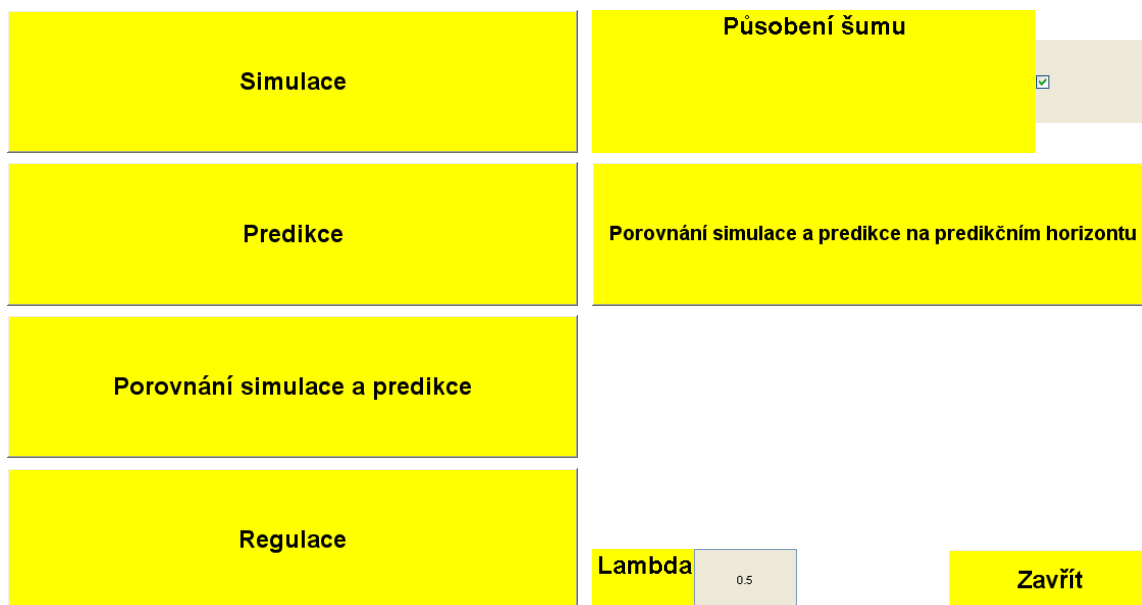 Simulace
Působení šumu
Predikce
Porovnání simulace a predikce na predikčním horizontu
Porovnání simulace a predikce
Regulace
Lambda
0.5
Zavřít